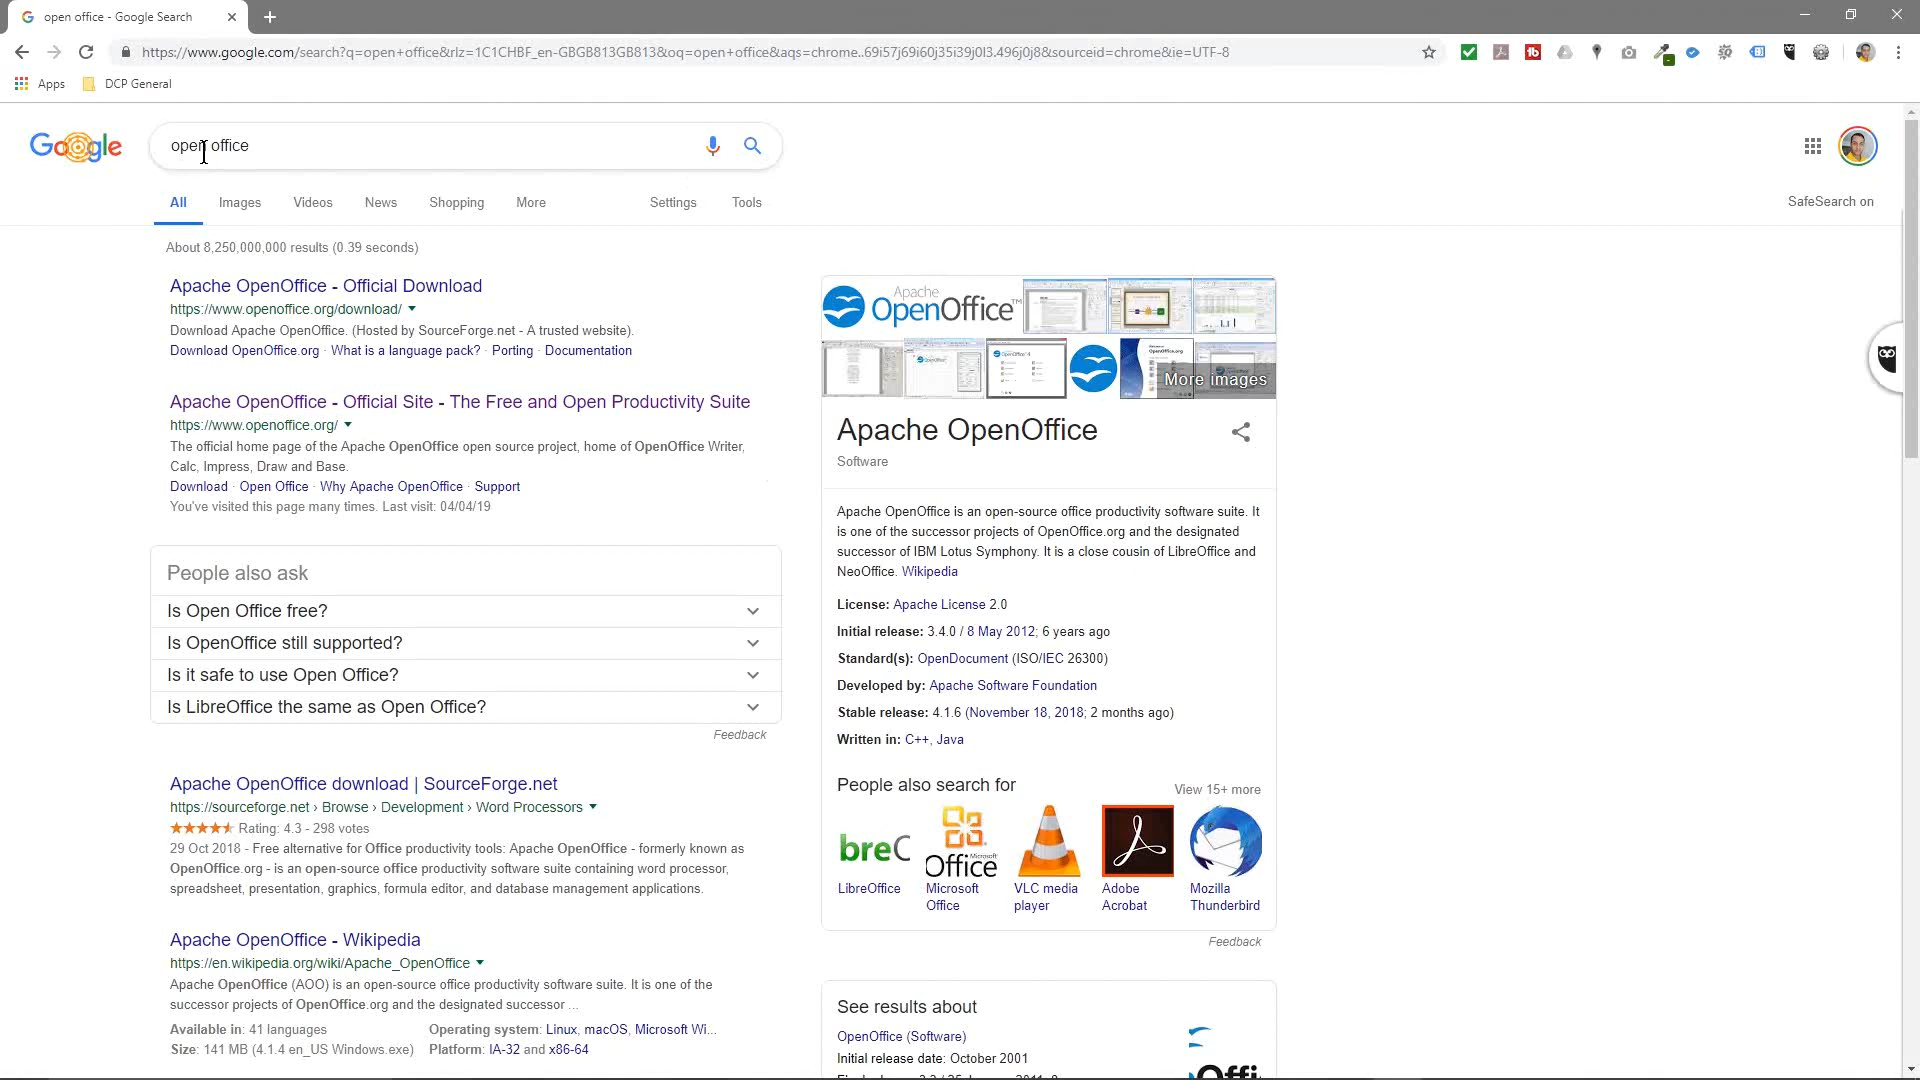 open office - Google Search
https://www.google.com/search?q=open+office&rlz=1C1CHBF_en-GBGB813GB813&oq=open+office&aqs=chrome..69i57j69i60j35i39j0l3.496j0j8&sourceid=chrome&ie=UTF-8
Apps DCP General
Google
open office
All Images Videos News Shopping More Settings Tools
SafeSearch on
About 8,250,000,000 results (0.39 seconds)
Apache OpenOffice - Official Download
https://www.openoffice.org/download/
Download Apache OpenOffice. (Hosted by SourceForge.net - A trusted website).
Download OpenOffice.org · What is a language pack? · Porting · Documentation
Apache OpenOffice - Official Site - The Free and Open Productivity Suite
https://www.openoffice.org/
The official home page of the Apache OpenOffice open source project, home of OpenOffice Writer,
Calc, Impress, Draw and Base.
Download · Open Office · Why Apache OpenOffice · Support
You've visited this page many times. Last visit: 04/04/19
People also ask
Is Open Office free?
Is OpenOffice still supported?
Is it safe to use Open Office?
Is LibreOffice the same as Open Office?
Feedback
Apache OpenOffice download | SourceForge.net
https://sourceforge.net › Browse › Development › Word Processors
Rating: 4.3 - 298 votes
29 Oct 2018 - Free alternative for Office productivity tools: Apache OpenOffice - formerly known as
OpenOffice.org - is an open-source office productivity software suite containing word processor,
spreadsheet, presentation, graphics, formula editor, and database management applications.
Apache OpenOffice - Wikipedia
https://en.wikipedia.org/wiki/Apache_OpenOffice
Apache OpenOffice (AOO) is an open-source office productivity software suite. It is one of the
successor projects of OpenOffice.org and the designated successor ...
Available in: 41 languages Operating system: Linux, macOS, Microsoft Wi...
Size: 141 MB (4.1.4 en_US Windows.exe) Platform: IA-32 and x86-64
Apache
OpenOffice™
More images
Apache OpenOffice
Software
Apache OpenOffice is an open-source office productivity software suite. It
is one of the successor projects of OpenOffice.org and the designated
successor of IBM Lotus Symphony. It is a close cousin of LibreOffice and
NeoOffice. Wikipedia
License: Apache License 2.0
Initial release: 3.4.0 / 8 May 2012; 6 years ago
Standard(s): OpenDocument (ISO/IEC 26300)
Developed by: Apache Software Foundation
Stable release: 4.1.6 (November 18, 2018; 2 months ago)
Written in: C++, Java
People also search for
View 15+ more
breC
Microsoft
Office
LibreOffice
Microsoft
Office
VLC media
player
Adobe
Acrobat
Mozilla
Thunderbird
Feedback
See results about
OpenOffice (Software)
Initial release date: October 2001